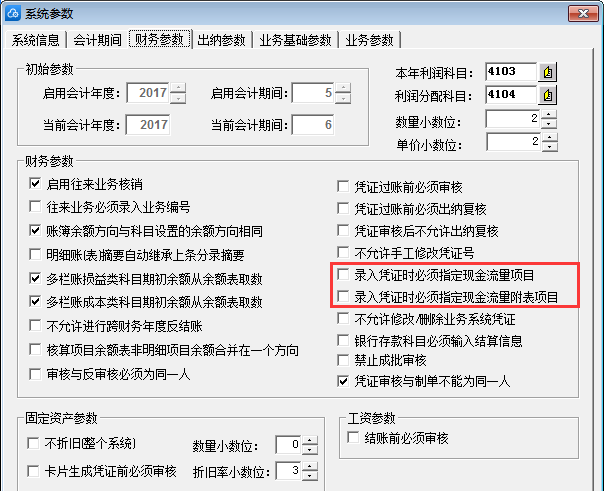 系统参数
系统信息 会计期间 财务参数 出纳参数 业务基础参数 业务参数
初始参数
启用会计年度: 2017 启用会计期间: 5
当前会计年度: 2017 当前会计期间: 6
本年利润科目: 4103
利润分配科目: 4104
数量小数位: 2
单价小数位: 2
财务参数
启用往来业务核销
往来业务必须录入业务编号
账簿余额方向与科目设置的余额方向相同
明细账(表)摘要自动继承上条分录摘要
多栏账损益类科目期初余额从余额表取数
多栏账成本类科目期初余额从余额表取数
不允许进行跨财务年度反结账
核算项目余额表非明细项目余额合并在一个方向
审核与反审核必须为同一人
凭证过账前必须审核
凭证过账前必须出纳复核
凭证审核后不允许出纳复核
不允许手工修改凭证号
录入凭证时必须指定现金流量项目
录入凭证时必须指定现金流量附表项目
不允许修改/删除业务系统凭证
银行存款科目必须输入结算信息
禁止成批审核
凭证审核与制单不能为同一人
固定资产参数
不折旧(整个系统) 数量小数位: 0
卡片生成凭证前必须审核 折旧率小数位: 3
工资参数
结账前必须审核